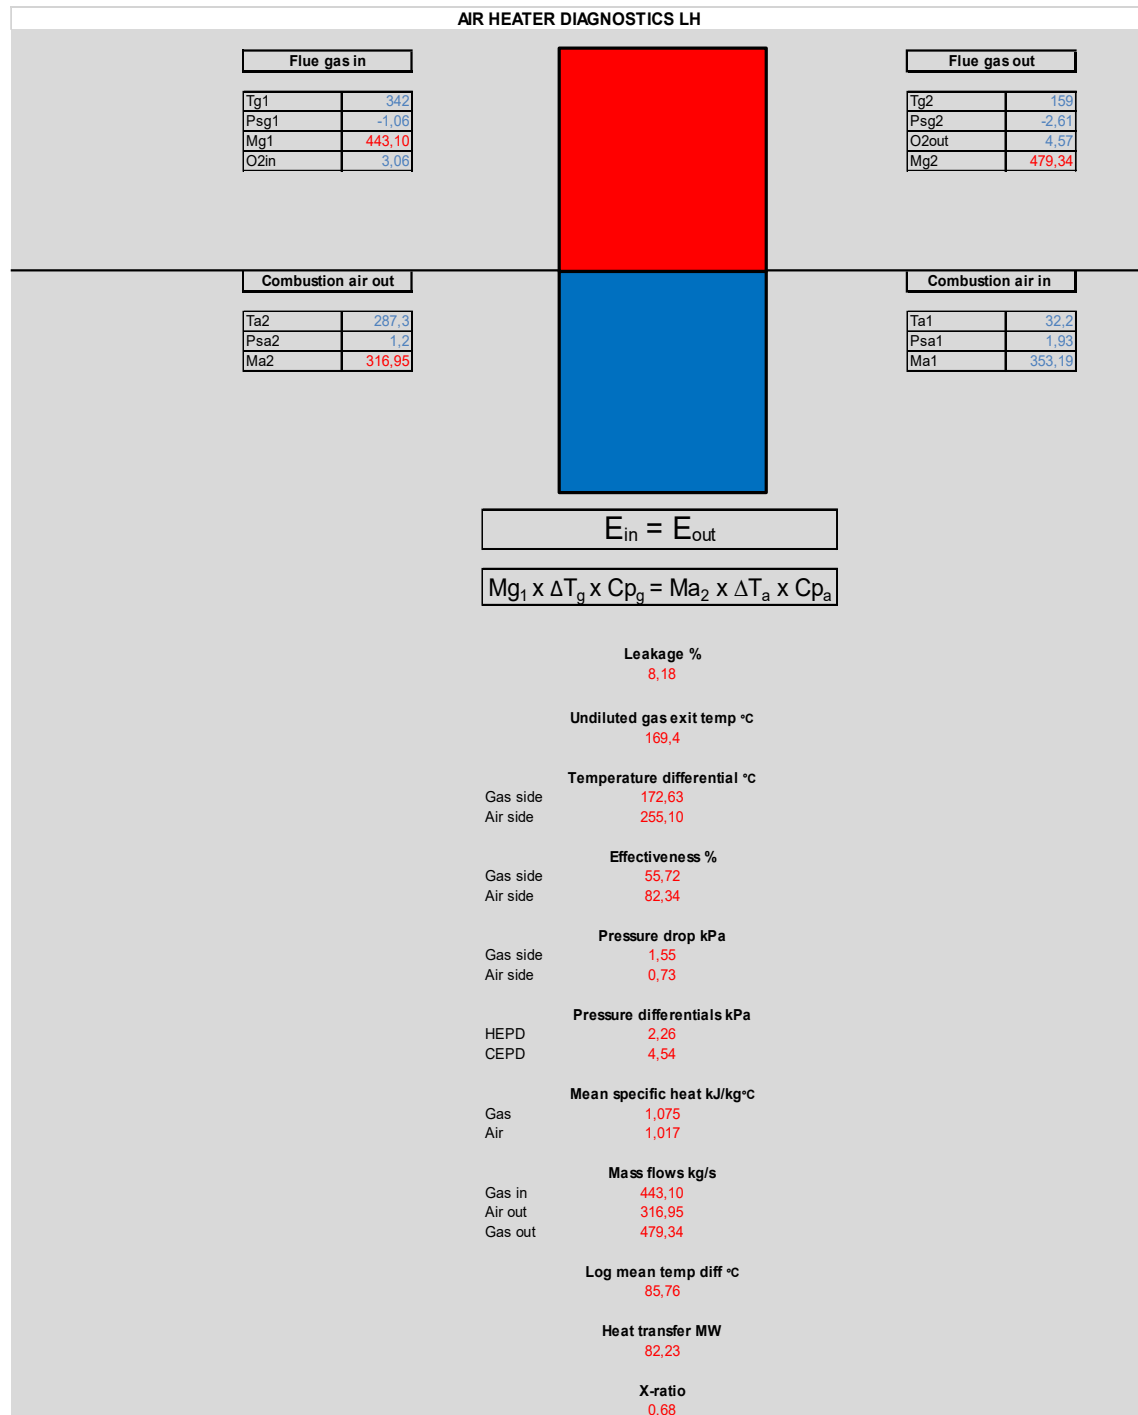 AIR HEATER DIAGNOSTICS LH
Flue gas in
Flue gas out
Tg1 342
Psg1 -1,06
Mg1 443,10
O2in 3,06
Tg2 159
Psg2 -2,61
O2out 4,57
Mg2 479,34
Combustion air out
Combustion air in
Ta2 287,3
Psa2 1,2
Ma2 316,95
Ta1 32,2
Psa1 1,93
Ma1 353,19
Ein = Eout
Mg1 x ΔTg x Cpg = Ma2 x ΔTa x Cpa
Leakage %
8,18
Undiluted gas exit temp °C
169,4
Temperature differential °C
Gas side 172,63
Air side 255,10
Effectiveness %
Gas side 55,72
Air side 82,34
Pressure drop kPa
Gas side 1,55
Air side 0,73
Pressure differentials kPa
HEPD 2,26
CEPD 4,54
Mean specific heat kJ/kg°C
Gas 1,075
Air 1,017
Mass flows kg/s
Gas in 443,10
Air out 316,95
Gas out 479,34
Log mean temp diff °C
85,76
Heat transfer MW
82,23
X-ratio
0,68